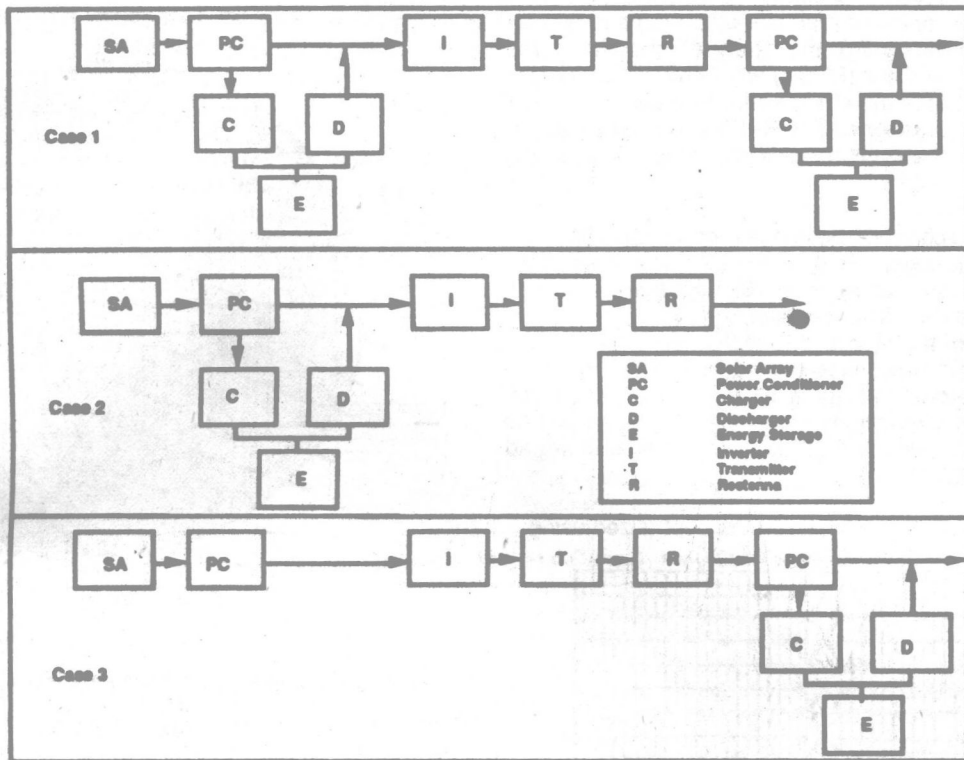 SA PC I T R PC
C D C D
Case 1
E E
SA PC I T R
C D
Case 2
E
SA Solar Array
PC Power Conditioner
C Charger
D Discharger
E Energy Storage
I Inverter
T Transmitter
R Rectenna
SA PC I T R PC
C D
Case 3
E